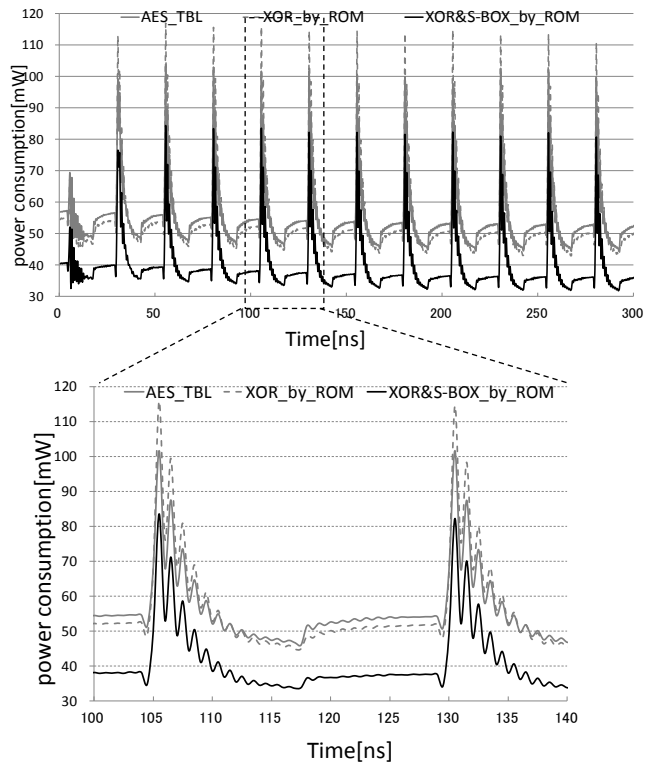 AES_TBL XOR_by_ROM XOR&S-BOX_by_ROM
120
110
100
90
80
70
60
50
40
30
power consumption[mW]
0 50 100 150 200 250 300
Time[ns]
AES_TBL XOR_by_ROM XOR&S-BOX_by_ROM
120
110
100
90
80
70
60
50
40
30
power consumption[mW]
100 105 110 115 120 125 130 135 140
Time[ns]